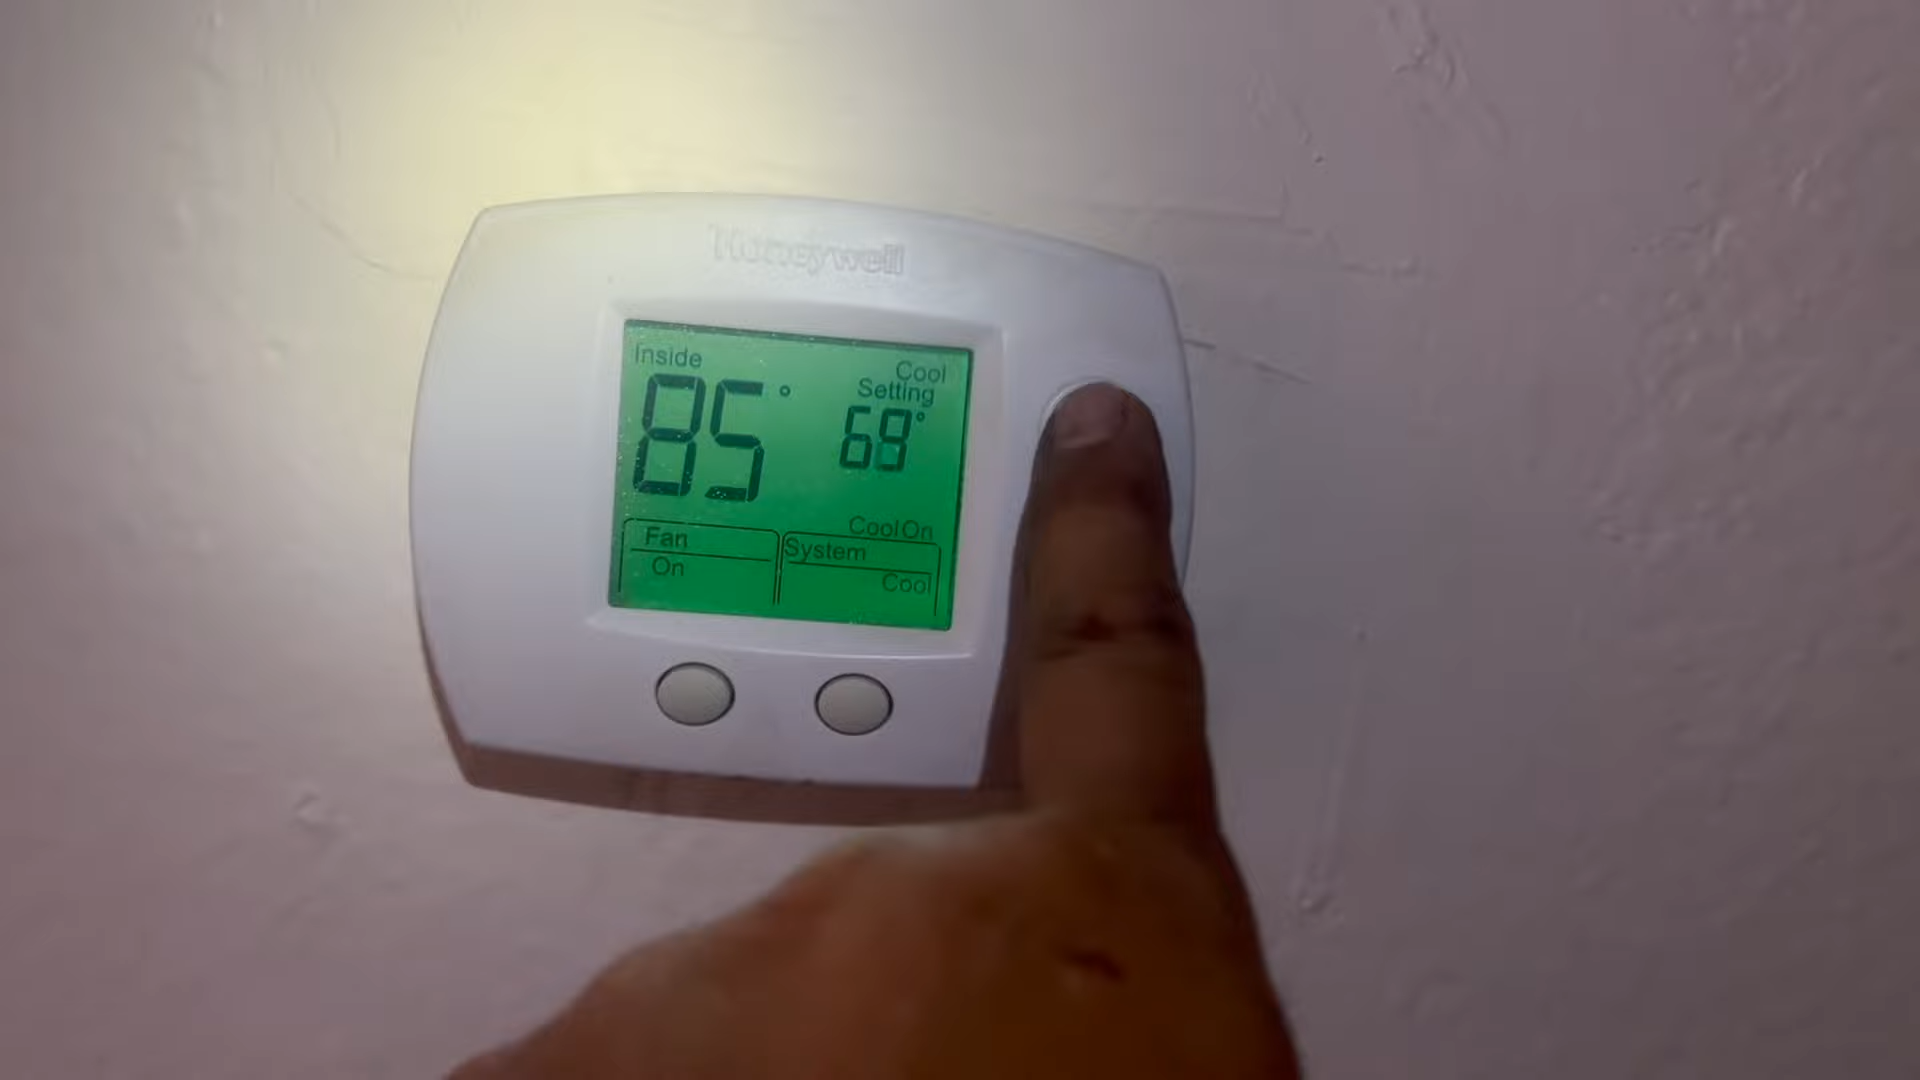 Honeywell
Inside
Cool
Setting
85°
68°
Cool On
Fan
System
On
Cool